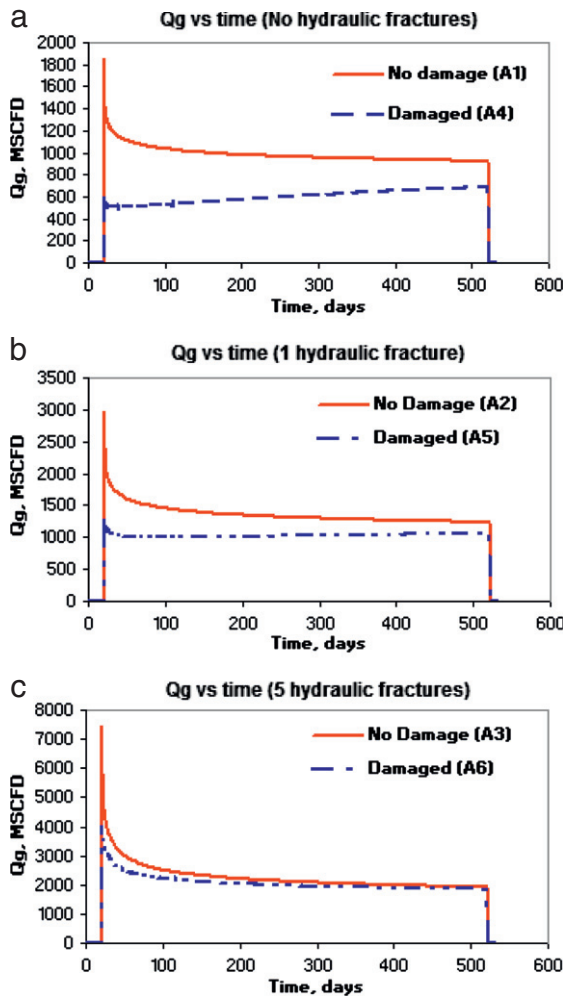 a
Qg vs time (No hydraulic fractures)
2000
1800
1600
1400
1200
1000
800
600
400
200
0
Qg, MSCFD
No damage (A1)
Damaged (A4)
0 100 200 300 400 500 600
Time, days
b
Qg vs time (1 hydraulic fracture)
3500
3000
2500
2000
1500
1000
500
0
Qg, MSCFD
No Damage (A2)
Damaged (A5)
0 100 200 300 400 500 600
Time, days
c
Qg vs time (5 hydraulic fractures)
8000
7000
6000
5000
4000
3000
2000
1000
0
Qg, MSCFD
No Damage (A3)
Damaged (A6)
0 100 200 300 400 500 600
Time, days